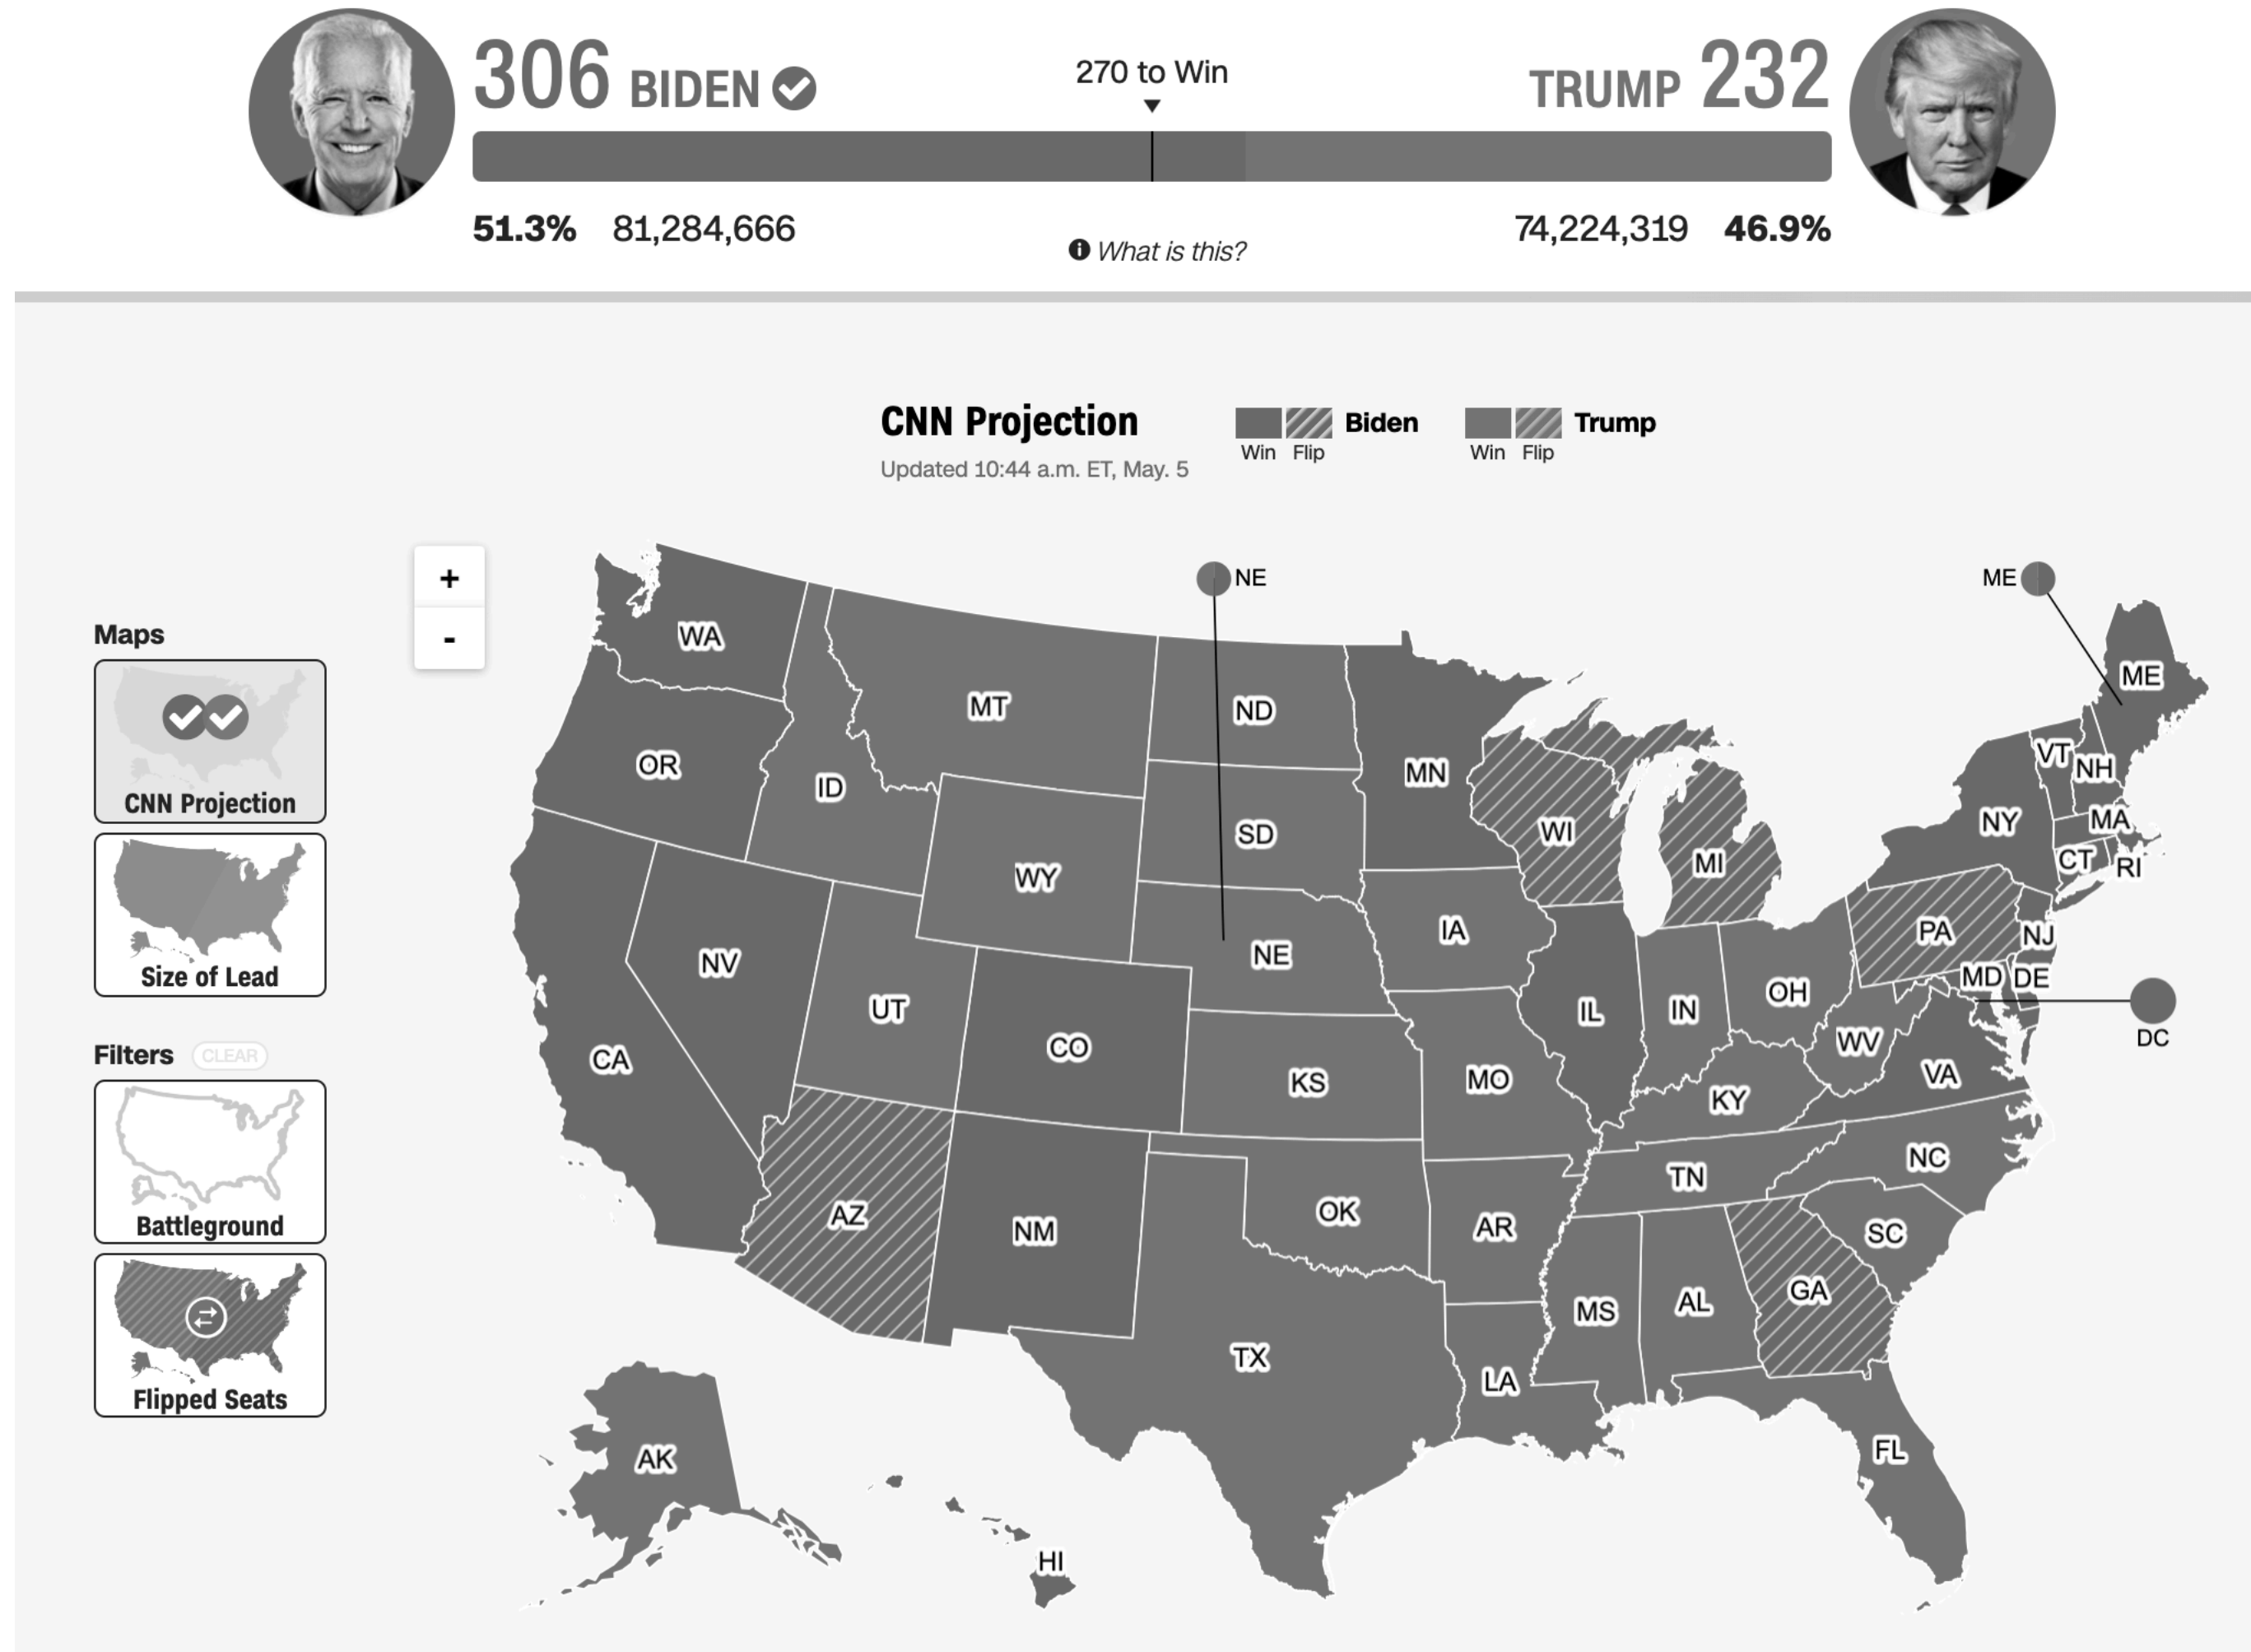 306 BIDEN
270 to Win
TRUMP 232
51.3% 81,284,666
What is this?
74,224,319 46.9%
CNN Projection
Updated 10:44 a.m. ET, May. 5
Win Flip Biden
Win Flip Trump
+
-
Maps
CNN Projection
Size of Lead
Filters CLEAR
Battleground
Flipped Seats
NE
ME
WA
MT
ND
ME
OR
ID
MN
VT
NH
SD
WI
NY
MA
WY
MI
CT
RI
NV
NE
IA
PA
NJ
UT
OH
MD
DE
CO
IL
IN
DC
CA
KS
MO
WV
VA
KY
NC
TN
AZ
NM
OK
AR
SC
MS
AL
GA
TX
LA
AK
FL
HI